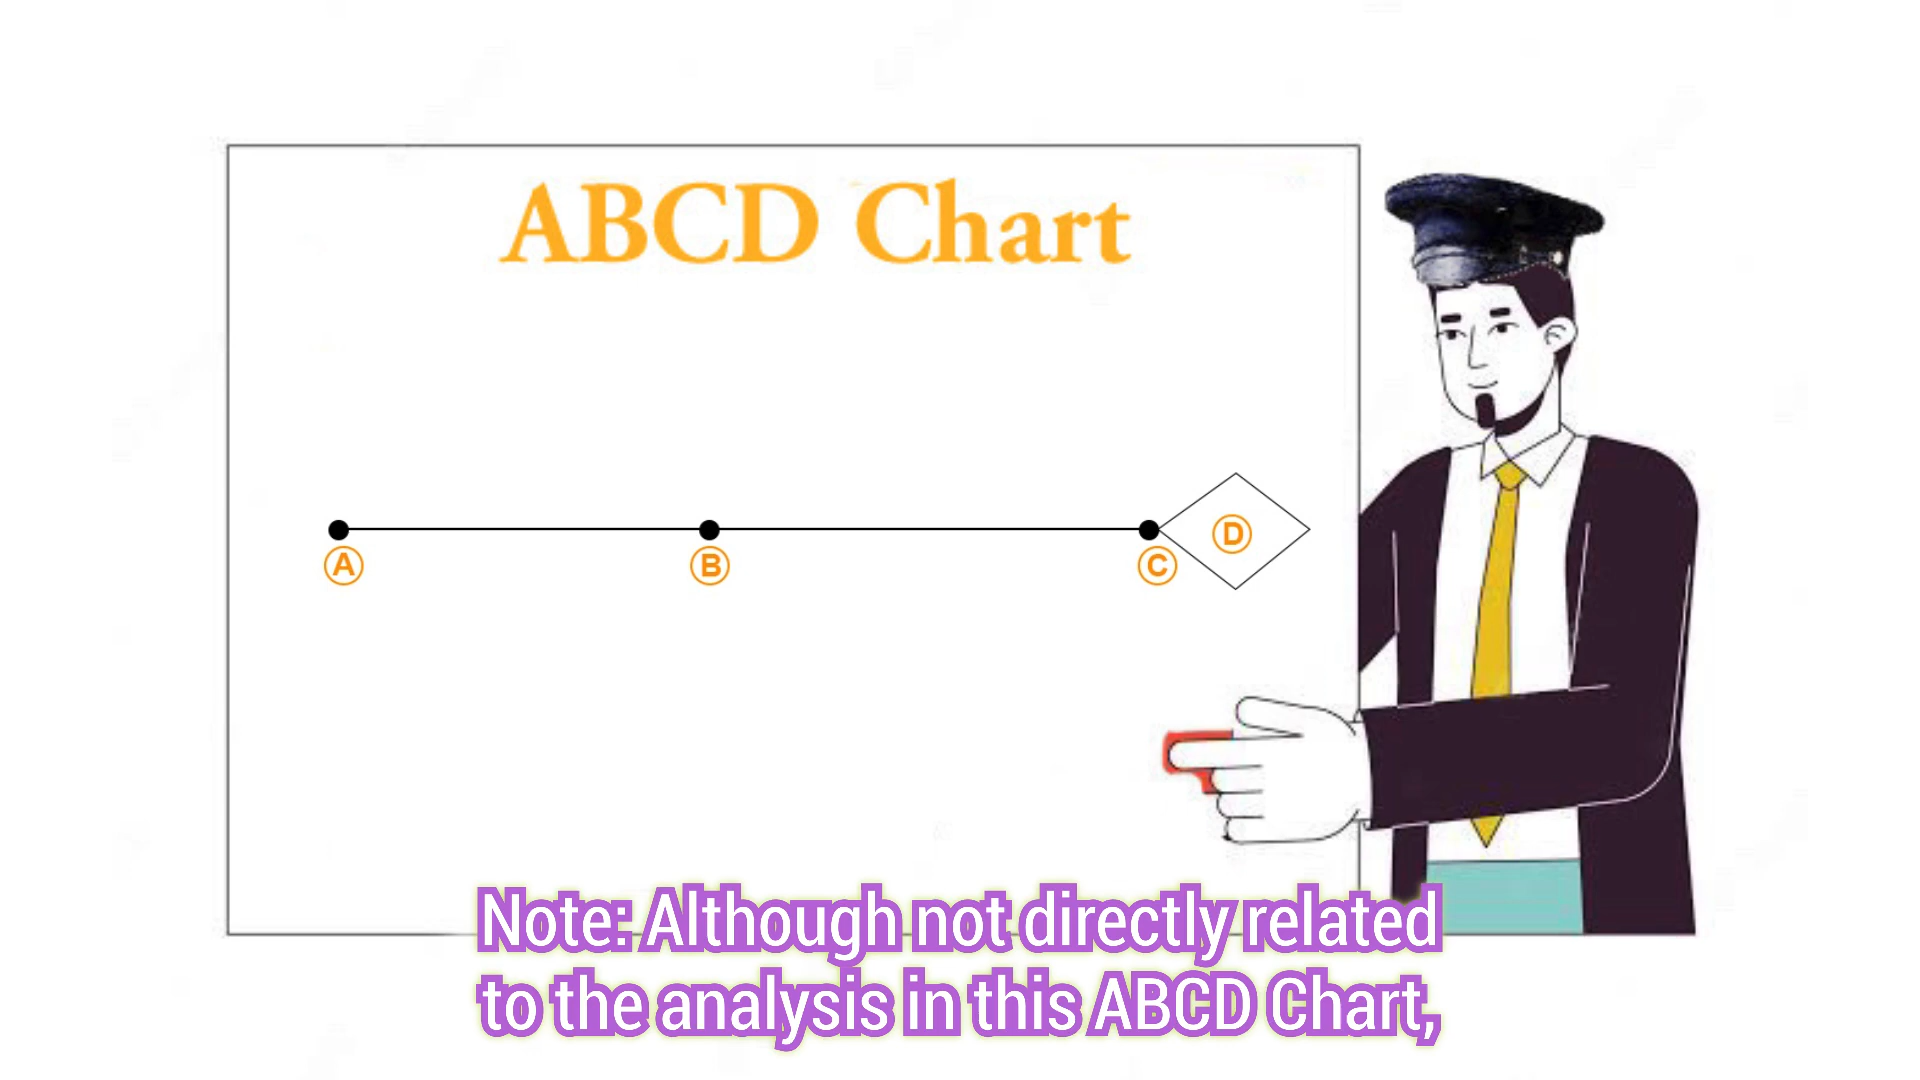 ABCD Chart
A
B
C
D
Note: Although not directly related
to the analysis in this ABCD Chart,